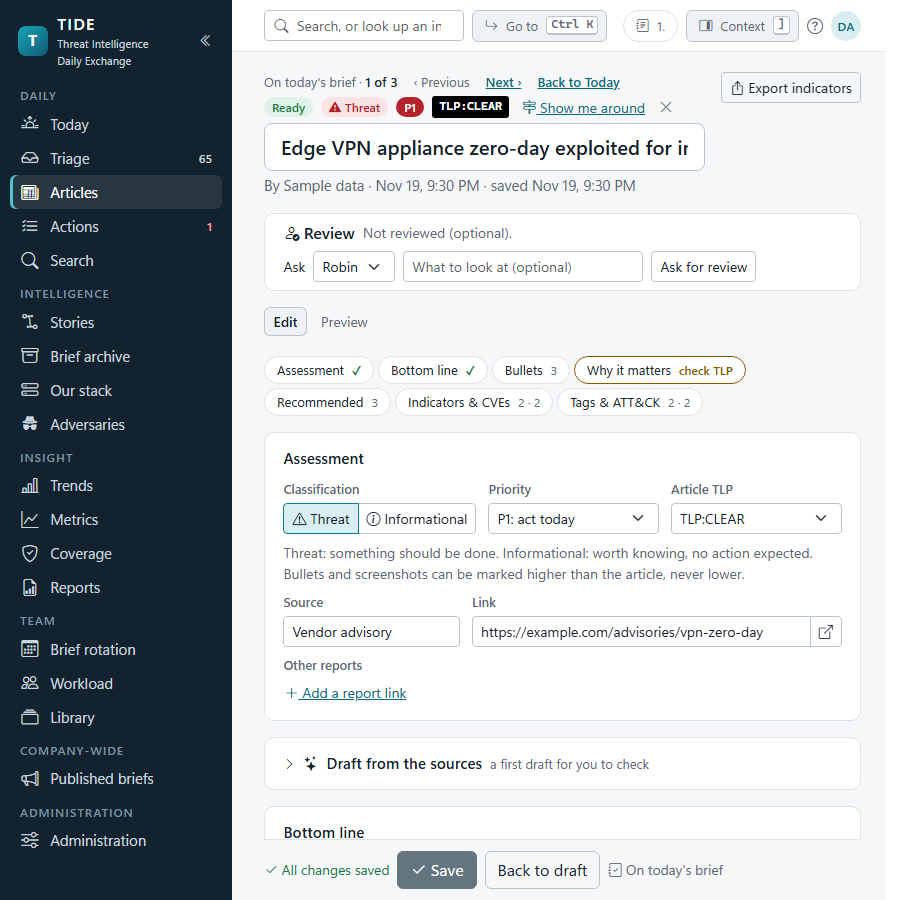 T
TIDE
Threat Intelligence
Daily Exchange
DAILY
Today
Triage 65
Articles
Actions 1
Search
INTELLIGENCE
Stories
Brief archive
Our stack
Adversaries
INSIGHT
Trends
Metrics
Coverage
Reports
TEAM
Brief rotation
Workload
Library
COMPANY-WIDE
Published briefs
ADMINISTRATION
Administration
Search, or look up an in
Go to Ctrl K
1.
Context ]
?
DA
On today's brief · 1 of 3 ‹ Previous Next › Back to Today
Export indicators
Ready Threat P1 TLP:CLEAR Show me around
Edge VPN appliance zero-day exploited for ir
By Sample data · Nov 19, 9:30 PM · saved Nov 19, 9:30 PM
Review Not reviewed (optional).
Ask Robin What to look at (optional) Ask for review
Edit Preview
Assessment ✓ Bottom line ✓ Bullets 3 Why it matters check TLP
Recommended 3 Indicators & CVEs 2 · 2 Tags & ATT&CK 2 · 2
Assessment
Classification Priority Article TLP
Threat Informational P1: act today TLP:CLEAR
Threat: something should be done. Informational: worth knowing, no action expected.
Bullets and screenshots can be marked higher than the article, never lower.
Source Link
Vendor advisory https://example.com/advisories/vpn-zero-day
Other reports
+ Add a report link
Draft from the sources a first draft for you to check
Bottom line
✓ All changes saved ✓ Save Back to draft On today's brief